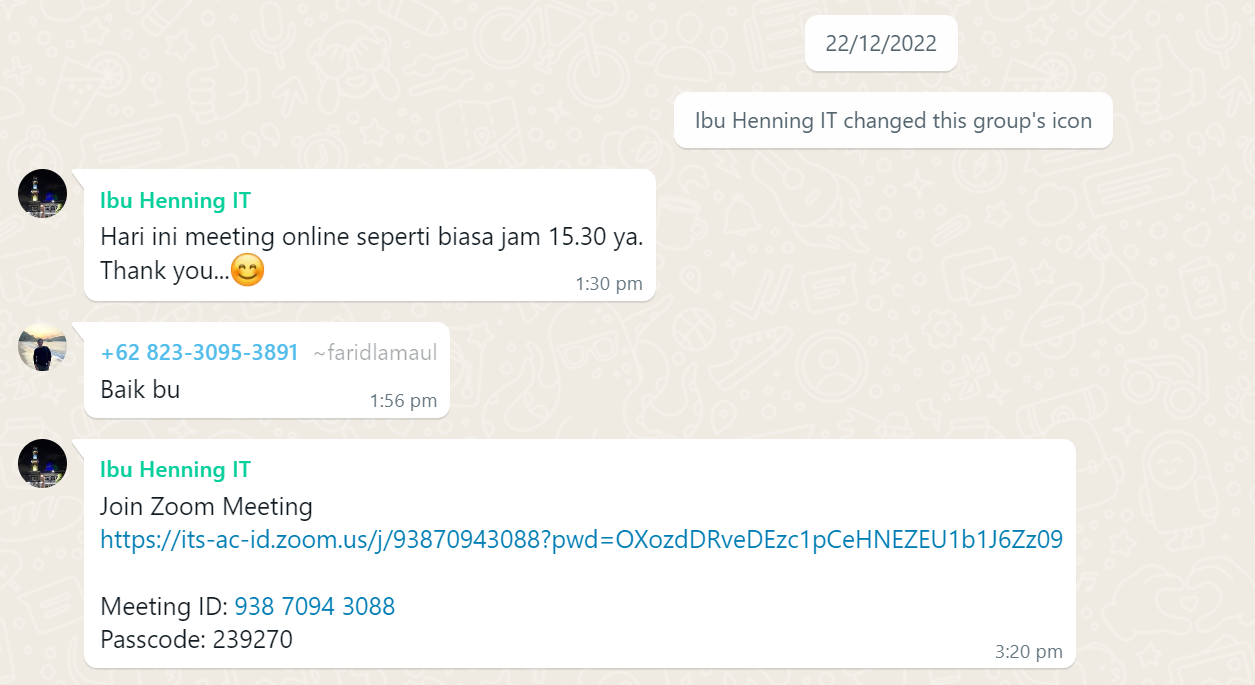 22/12/2022
Ibu Henning IT changed this group's icon
Ibu Henning IT
Hari ini meeting online seperti biasa jam 15.30 ya.
Thank you...😊
1:30 pm
+62 823-3095-3891 ~faridlamaul
Baik bu
1:56 pm
Ibu Henning IT
Join Zoom Meeting
https://its-ac-id.zoom.us/j/93870943088?pwd=OXozdDRveDEzc1pCeHNEZEU1b1J6Zz09
Meeting ID: 938 7094 3088
Passcode: 239270
3:20 pm